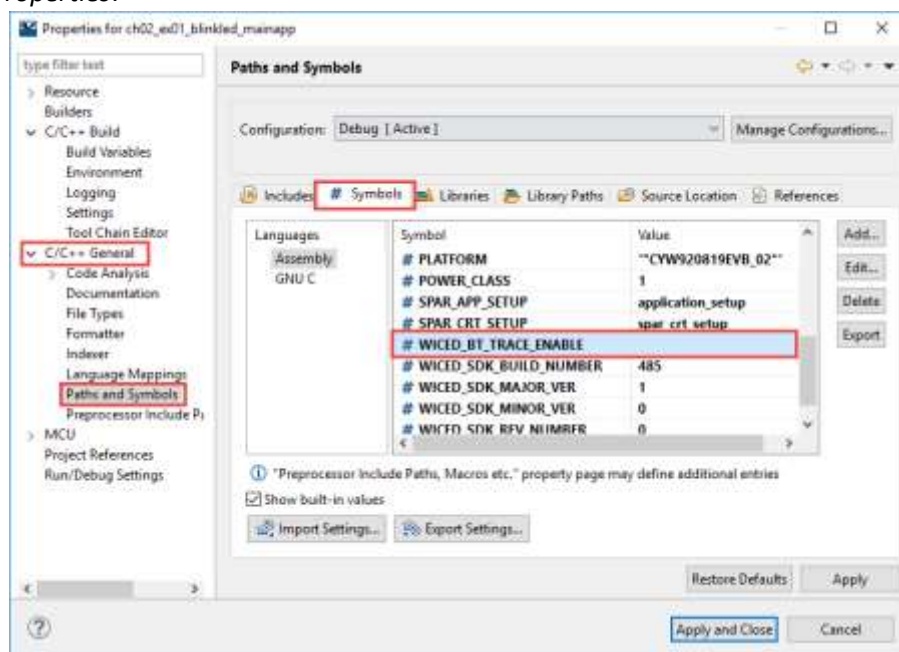 roperties.
Properties for ch02_ex01_blinkled_mainapp
type filter text
Resource
Builders
C/C++ Build
Build Variables
Environment
Logging
Settings
Tool Chain Editor
C/C++ General
Code Analysis
Documentation
File Types
Formatter
Indexer
Language Mappings
Paths and Symbols
Preprocessor Include Pa
MCU
Project References
Run/Debug Settings
Paths and Symbols
Configuration: Debug [ Active ] Manage Configurations...
Includes # Symbols Libraries Library Paths Source Location References
Languages
Assembly
GNU C
Symbol Value
# PLATFORM ""CYW920819EVB_02""
# POWER_CLASS 1
# SPAR_APP_SETUP application_setup
# SPAR_CRT_SETUP spar_crt_setup
# WICED_BT_TRACE_ENABLE
# WICED_SDK_BUILD_NUMBER 485
# WICED_SDK_MAJOR_VER 1
# WICED_SDK_MINOR_VER 0
# WICED_SDK_REV_NUMBER 0
Add...
Edit...
Delete
Export
"Preprocessor Include Paths, Macros etc." property page may define additional entries
Show built-in values
Import Settings... Export Settings...
Restore Defaults Apply
Apply and Close Cancel